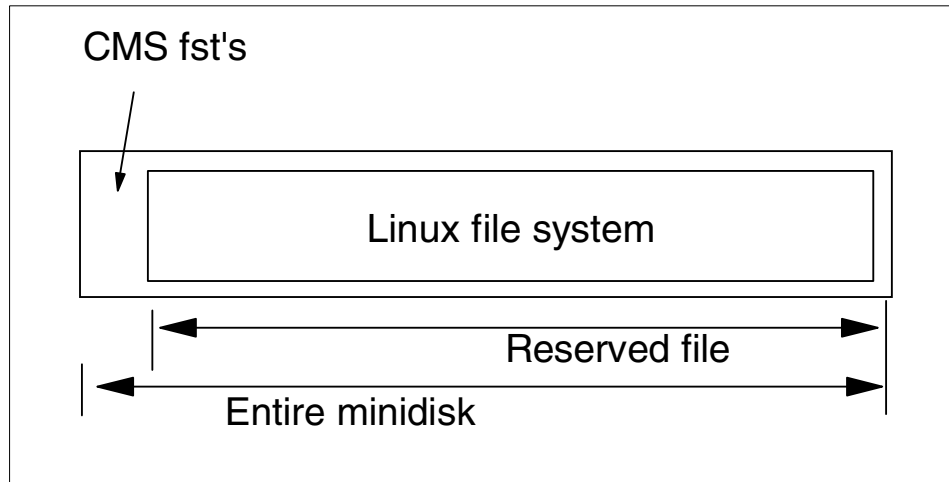 CMS fst's
Linux file system
Reserved file
Entire minidisk